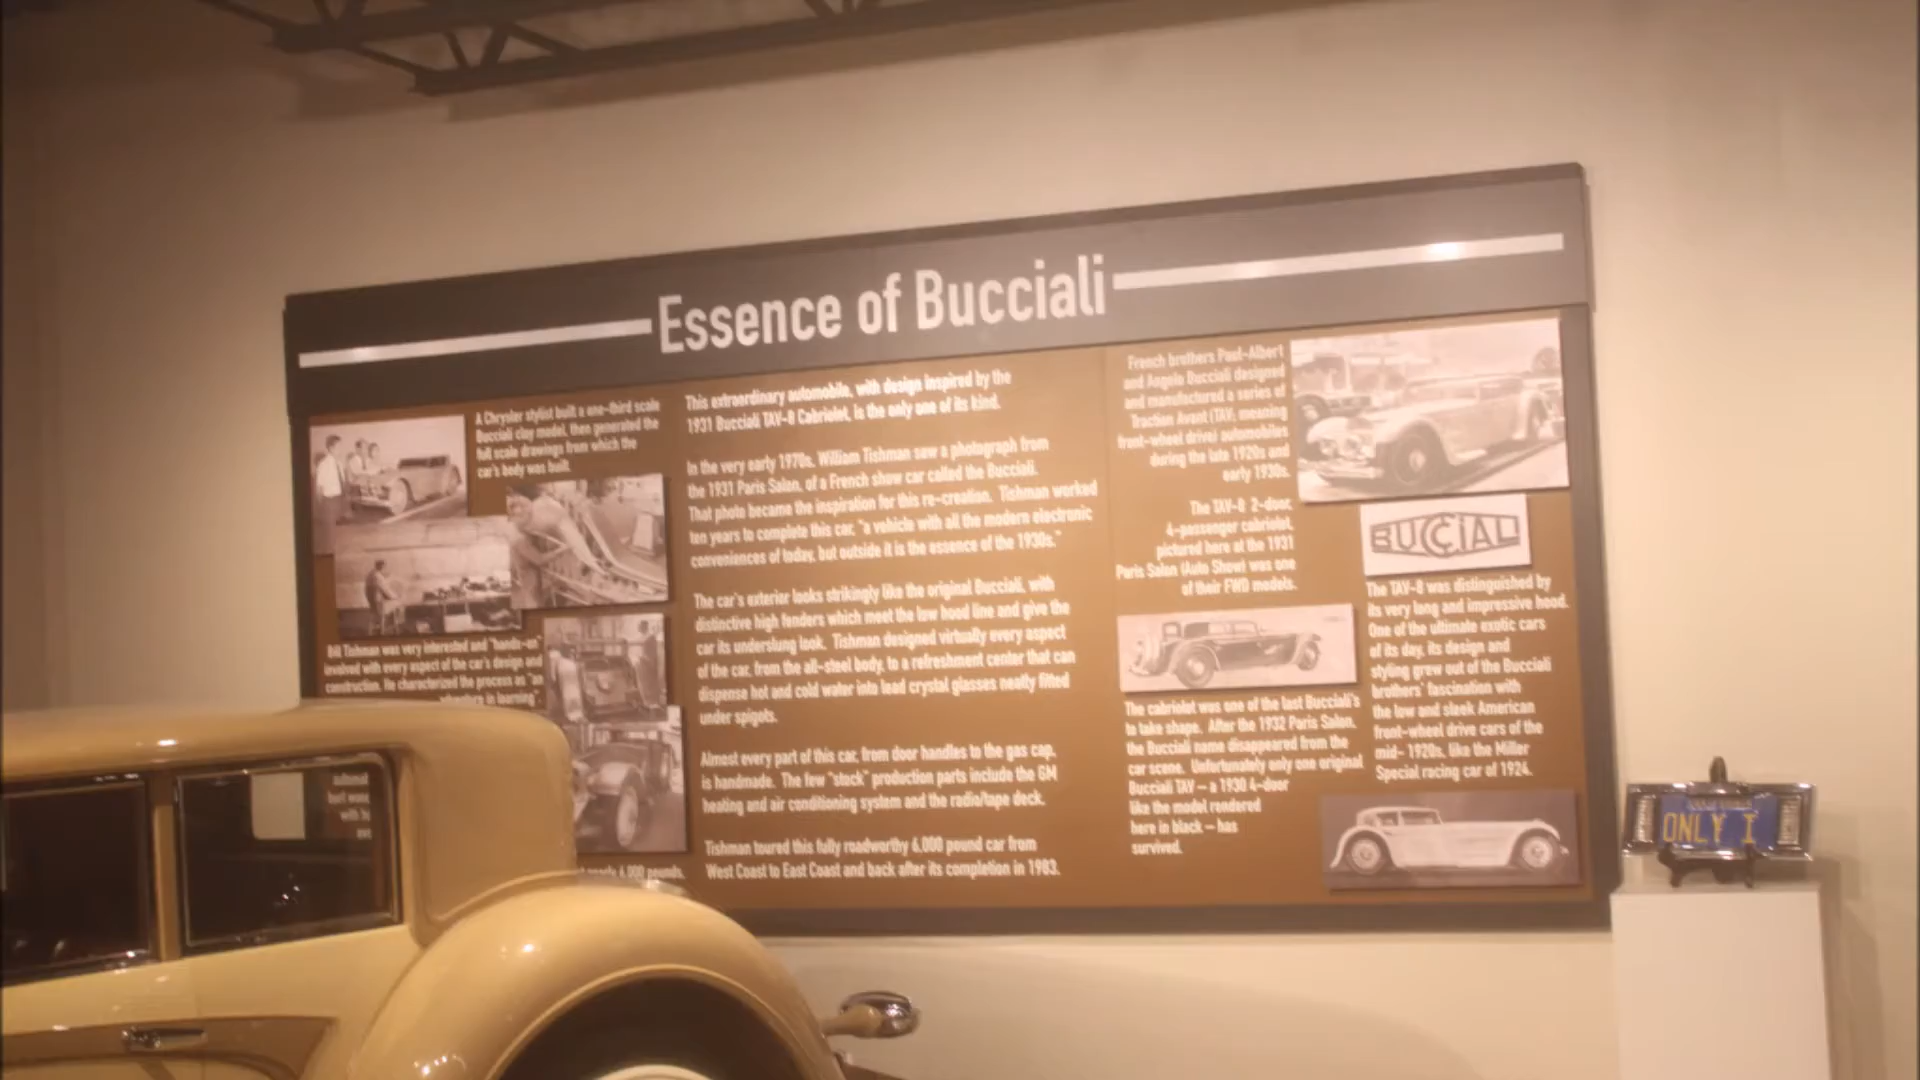 Essence of Bucciali
A Chrysler stylist built a one-third scale
Bucciali clay model, then generated the
full scale drawings from which the
car's body was built.
Bill Tishman was very interested and "hands-on"
involved with every aspect of the car's design and
construction. He characterized the process as "an
in learning"
nearly 6,000 pounds.
This extraordinary automobile, with design inspired by the
1931 Bucciali TAV-8 Cabriolet, is the only one of its kind.
In the very early 1970s, William Tishman saw a photograph from
the 1931 Paris Salon, of a French show car called the Bucciali.
That photo became the inspiration for this re-creation. Tishman worked
ten years to complete this car, "a vehicle with all the modern electronic
conveniences of today, but outside it is the essence of the 1930s."
The car's exterior looks strikingly like the original Bucciali, with
distinctive high fenders which meet the low hood line and give the
car its underslung look. Tishman designed virtually every aspect
of the car, from the all-steel body, to a refreshment center that can
dispense hot and cold water into lead crystal glasses neatly fitted
under spigots.
Almost every part of this car, from door handles to the gas cap,
is handmade. The few "stock" production parts include the GM
heating and air conditioning system and the radio/tape deck.
Tishman toured this fully roadworthy 6,000 pound car from
West Coast to East Coast and back after its completion in 1983.
French brothers Paul-Albert
and Angelo Bucciali designed
and manufactured a series of
Traction Avant (TAV: meaning
front-wheel drive) automobiles
during the late 1920s and
early 1930s.
The TAV-8 2-door,
4-passenger cabriolet,
pictured here at the 1931
Paris Salon (Auto Show) was one
of their FWD models.
The cabriolet was one of the last Bucciali's
to take shape. After the 1932 Paris Salon,
the Bucciali name disappeared from the
car scene. Unfortunately only one original
Bucciali TAV – a 1930 4-door
like the model rendered
here in black – has
survived.
BUCCIALI
The TAV-8 was distinguished by
its very long and impressive hood.
One of the ultimate exotic cars
of its day, its design and
styling grew out of the Bucciali
brothers' fascination with
the low and sleek American
front-wheel drive cars of the
mid- 1920s, like the Miller
Special racing car of 1924.
ONLY I